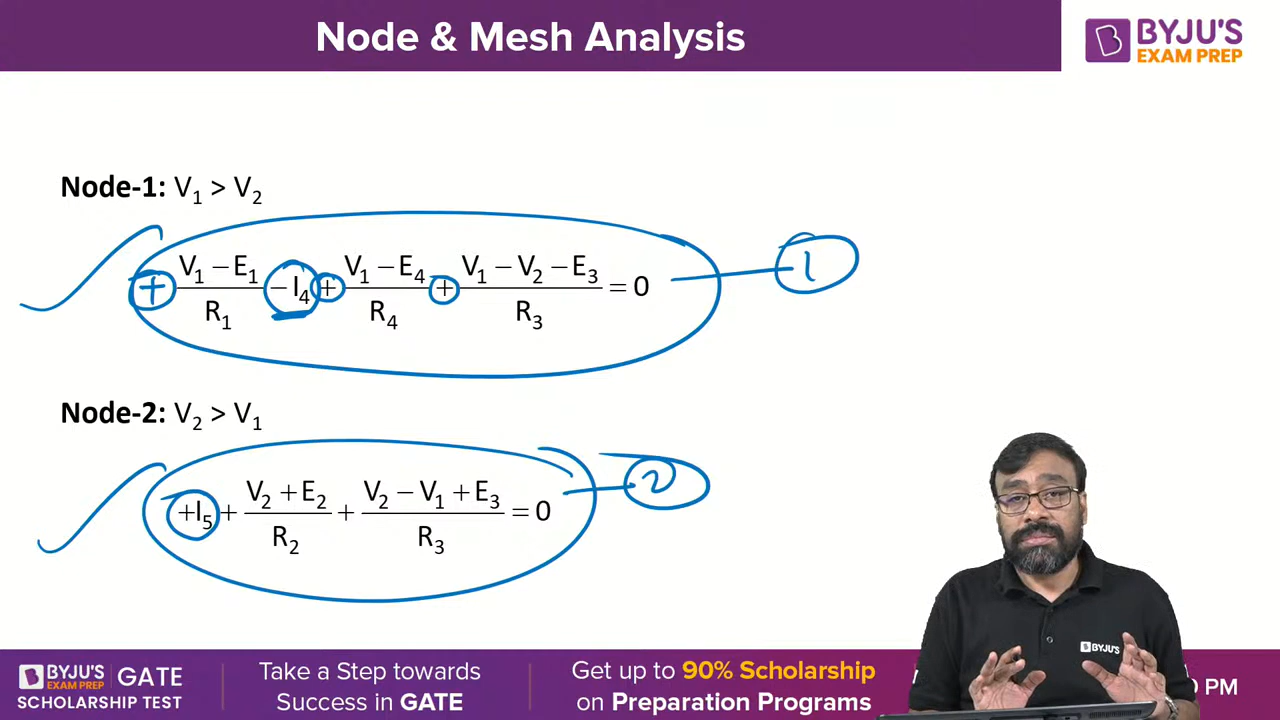 Node & Mesh Analysis
BYJU'S
EXAM PREP
Node-1: V₁ > V₂
+ (V₁ − E₁)/R₁ − I₄ + (V₁ − E₄)/R₄ + (V₁ − V₂ − E₃)/R₃ = 0 — 1
Node-2: V₂ > V₁
+I₅ + (V₂ + E₂)/R₂ + (V₂ − V₁ + E₃)/R₃ = 0 — 2
BYJU'S
BYJU'S
EXAM PREP
GATE
SCHOLARSHIP TEST
Take a Step towards
Success in GATE
Get up to 90% Scholarship
on Preparation Programs
PM